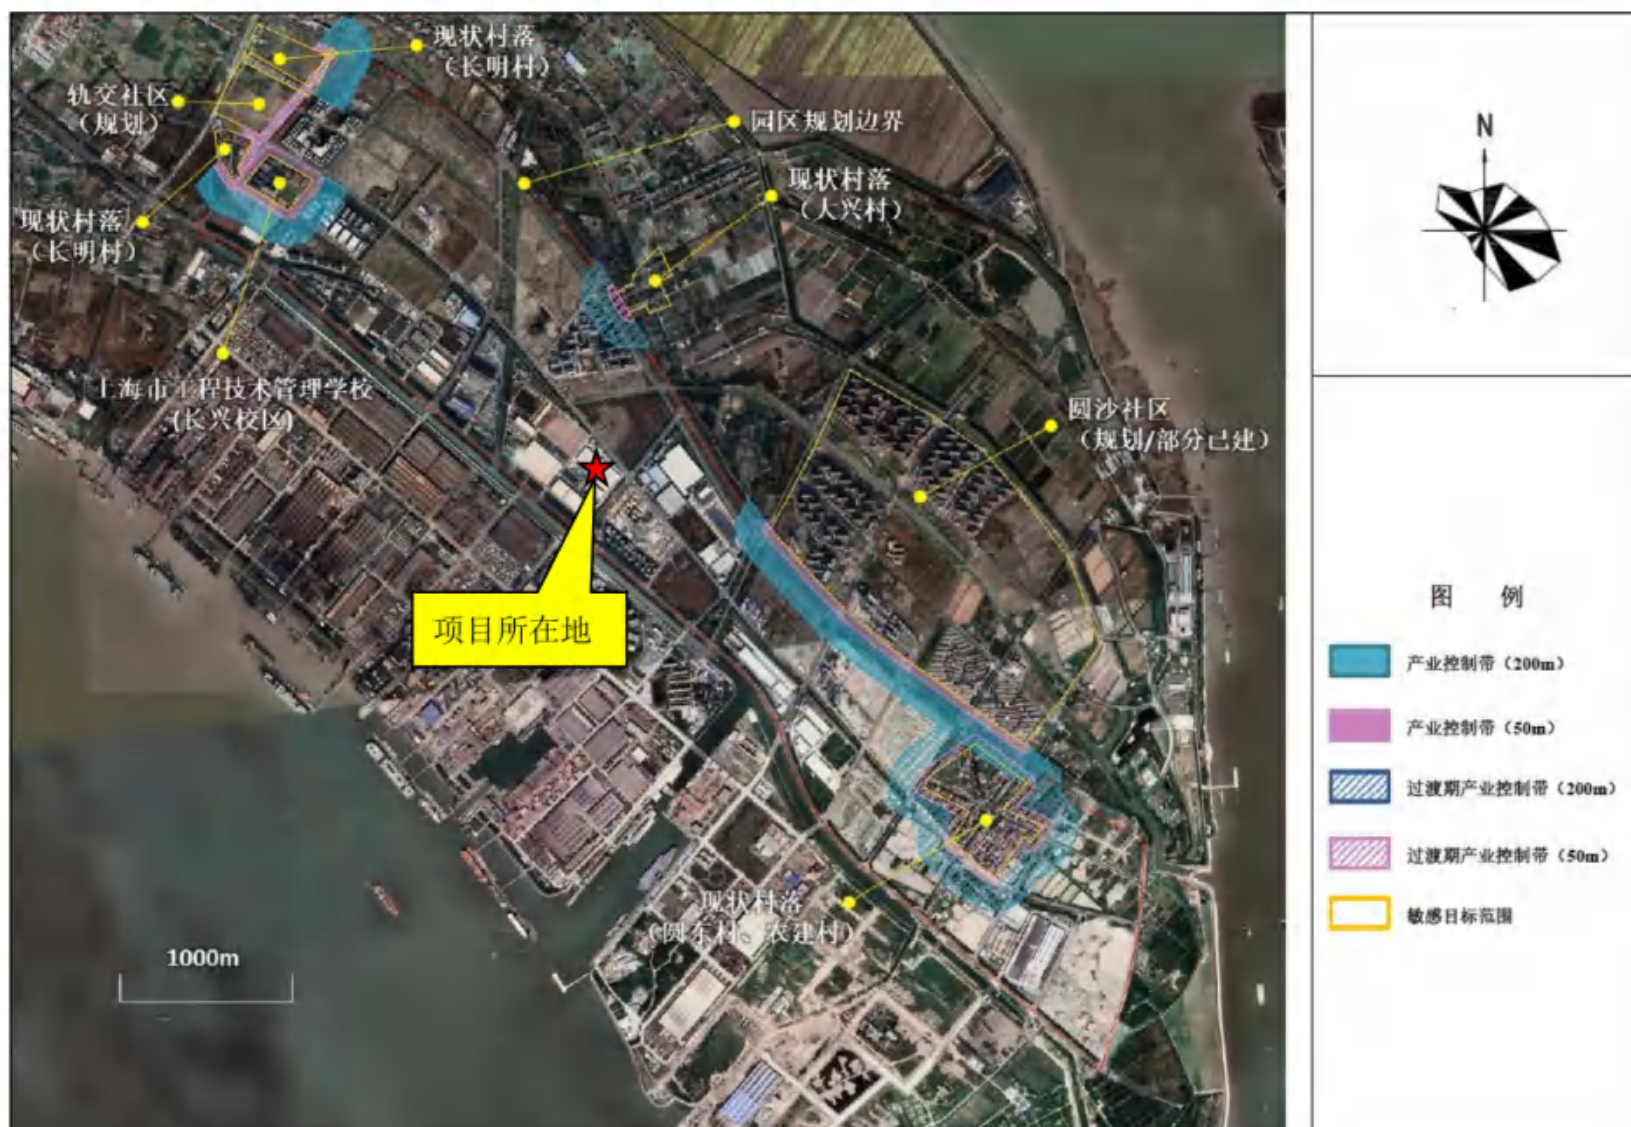 现状村落
（长明村）
轨交社区
（规划）
园区规划边界
现状村落
（大兴村）
现状村落
（长明村）
上海市工程技术管理学校
(长兴校区)
圆沙社区
（规划/部分已建）
项目所在地
现状村落
（圆东村、农建村）
1000m
N
图 例
产业控制带（200m）
产业控制带（50m）
过渡期产业控制带（200m）
过渡期产业控制带（50m）
敏感目标范围